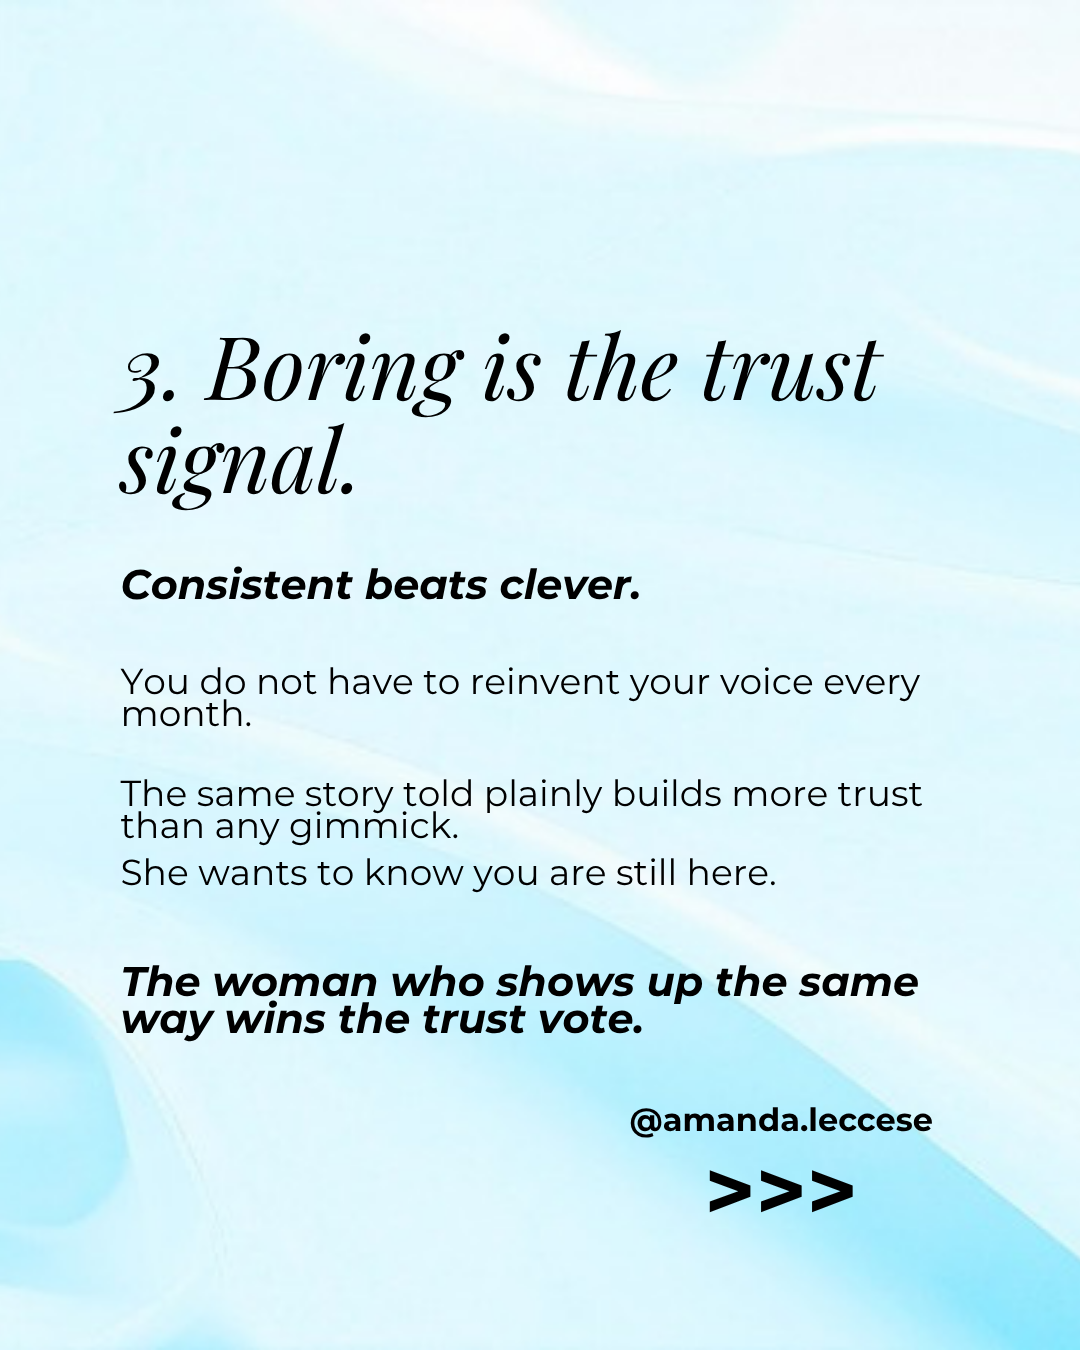 3. Boring is the trust
signal.
Consistent beats clever.
You do not have to reinvent your voice every
month.
The same story told plainly builds more trust
than any gimmick.
She wants to know you are still here.
The woman who shows up the same
way wins the trust vote.
@amanda.leccese
>>>